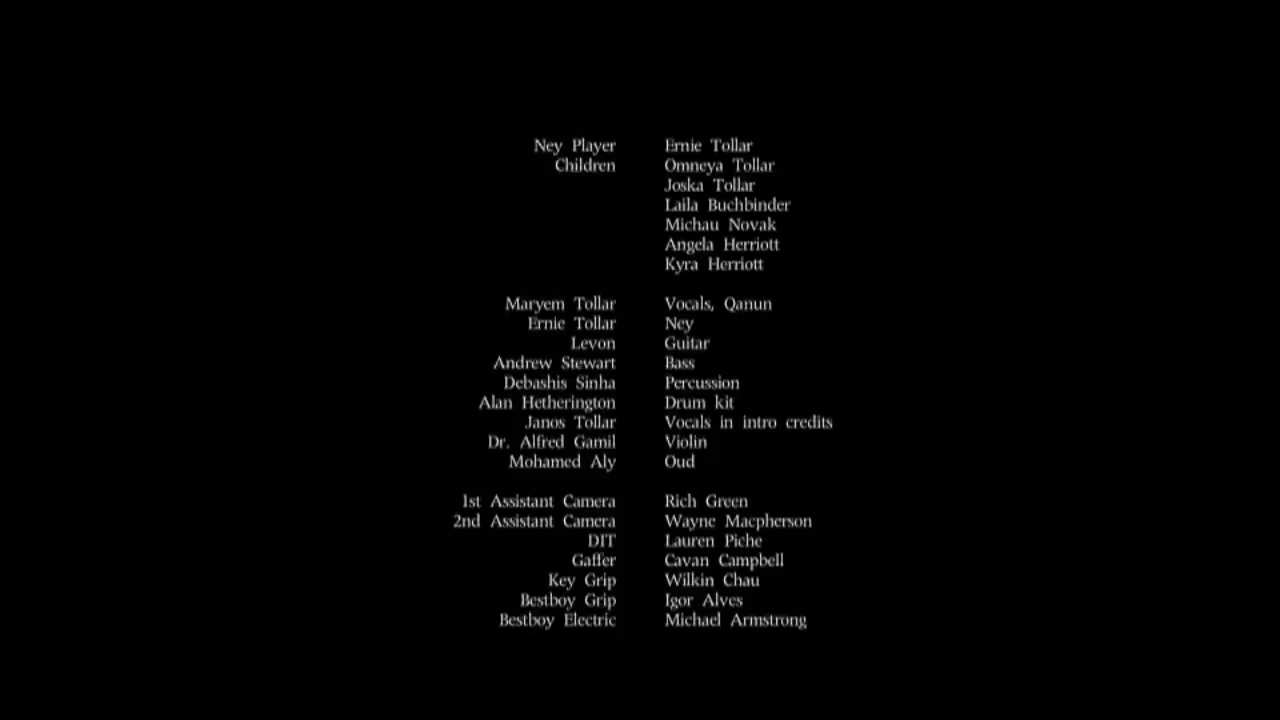 Ney Player Ernie Tollar
Children Omneya Tollar
Joska Tollar
Laila Buchbinder
Michau Novak
Angela Herriott
Kyra Herriott
Maryem Tollar Vocals, Qanun
Ernie Tollar Ney
Levon Guitar
Andrew Stewart Bass
Debashis Sinha Percussion
Alan Hetherington Drum kit
Janos Tollar Vocals in intro credits
Dr. Alfred Gamil Violin
Mohamed Aly Oud
1st Assistant Camera Rich Green
2nd Assistant Camera Wayne Macpherson
DIT Lauren Piche
Gaffer Cavan Campbell
Key Grip Wilkin Chau
Bestboy Grip Igor Alves
Bestboy Electric Michael Armstrong